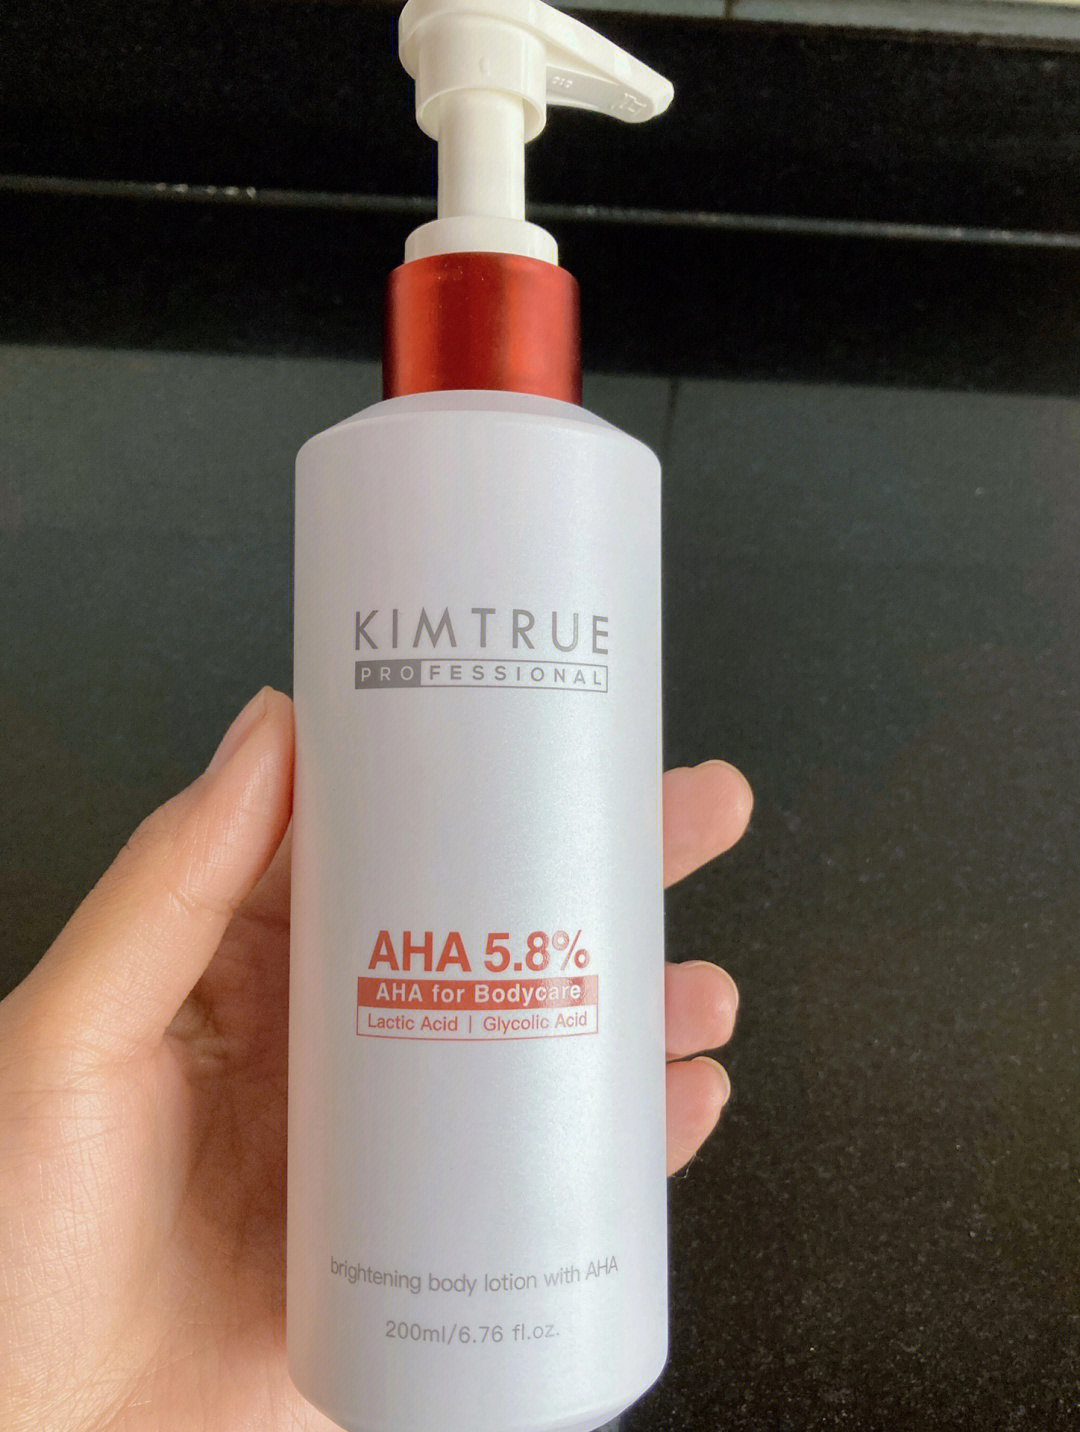 KIMTRUE
PROFESSIONAL
AHA 5.8%
AHA for Bodycare
Lactic Acid | Glycolic Acid
brightening body lotion with AHA
200ml/6.76 fl.oz.